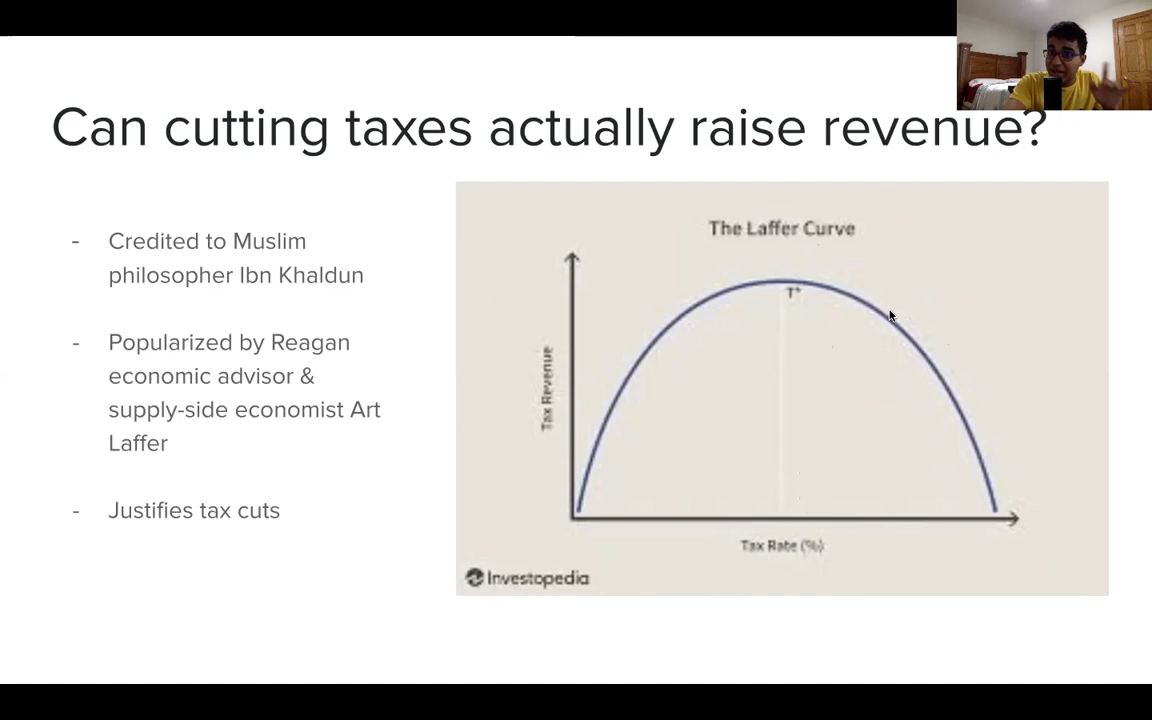 Can cutting taxes actually raise revenue?
- Credited to Muslim
philosopher Ibn Khaldun
- Popularized by Reagan
economic advisor &
supply-side economist Art
Laffer
- Justifies tax cuts
The Laffer Curve
T*
Tax Revenue
Tax Rate (%)
Investopedia